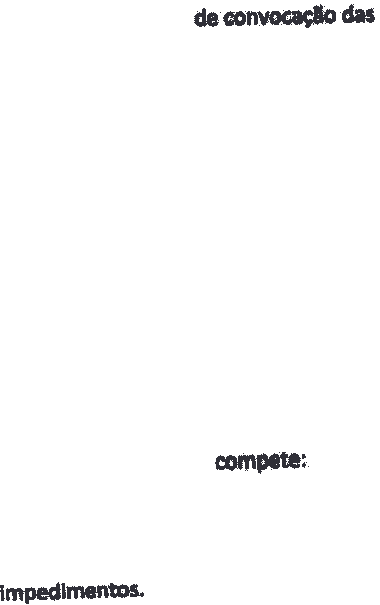 de convocação das
compete:
impedimentos.